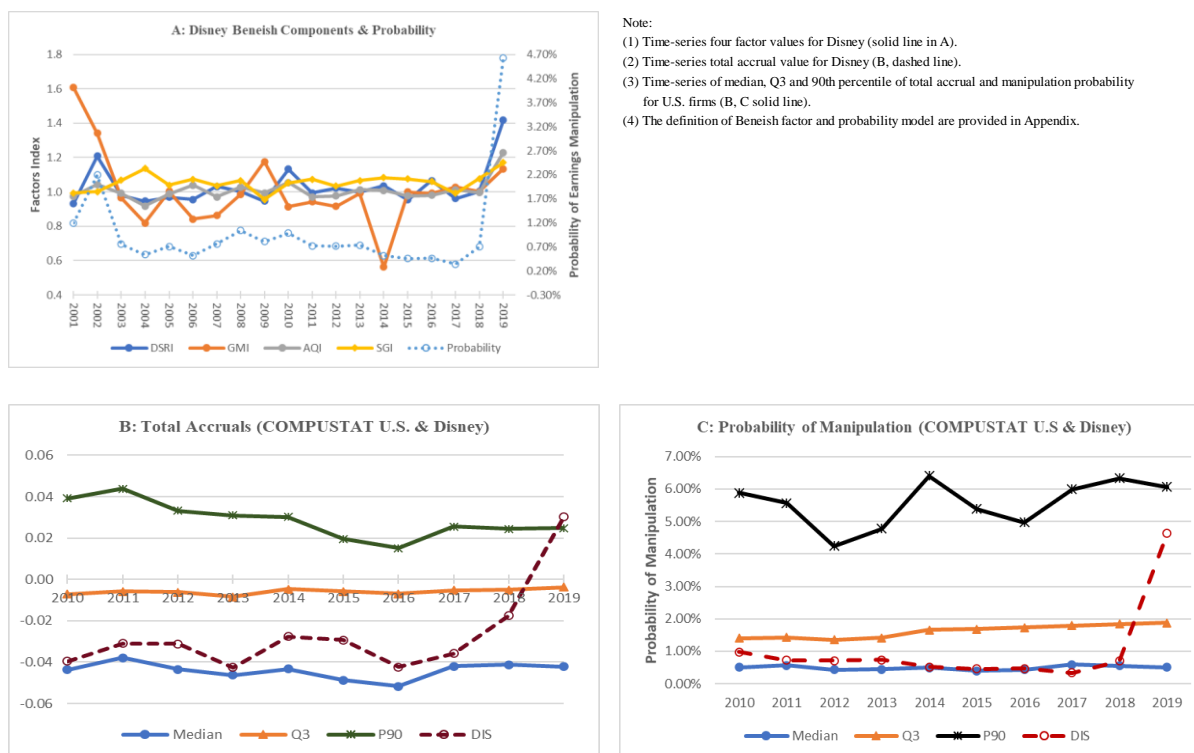 A: Disney Beneish Components & Probability
1.8
1.6
1.4
1.2
1.0
0.8
0.6
0.4
Factors Index
4.70%
4.20%
3.70%
3.20%
2.70%
2.20%
1.70%
1.20%
0.70%
0.20%
-0.30%
Probability of Earnings Manipulation
2001 2002 2003 2004 2005 2006 2007 2008 2009 2010 2011 2012 2013 2014 2015 2016 2017 2018 2019
DSRI GMI AQI SGI Probability
Note:
(1) Time-series four factor values for Disney (solid line in A).
(2) Time-series total accrual value for Disney (B, dashed line).
(3) Time-series of median, Q3 and 90th percentile of total accrual and manipulation probability
for U.S. firms (B, C solid line).
(4) The definition of Beneish factor and probability model are provided in Appendix.
B: Total Accruals (COMPUSTAT U.S. & Disney)
0.06
0.04
0.02
0.00
-0.02
-0.04
-0.06
2010 2011 2012 2013 2014 2015 2016 2017 2018 2019
Median Q3 P90 DIS
C: Probability of Manipulation (COMPUSTAT U.S & Disney)
7.00%
6.00%
5.00%
4.00%
3.00%
2.00%
1.00%
0.00%
Probability of Manipulation
2010 2011 2012 2013 2014 2015 2016 2017 2018 2019
Median Q3 P90 DIS